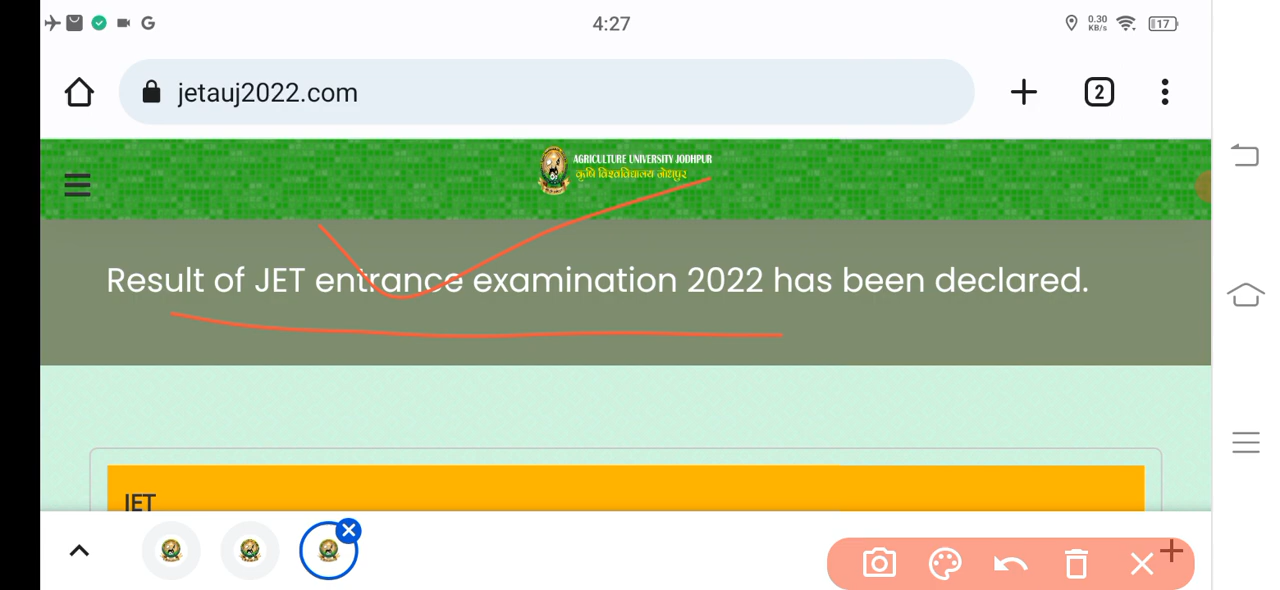 4:27
0.30
KB/s
17
G
jetauj2022.com
2
AGRICULTURE UNIVERSITY JODHPUR
कृषि विश्वविद्यालय जोधपुर
Result of JET entrance examination 2022 has been declared.
JET